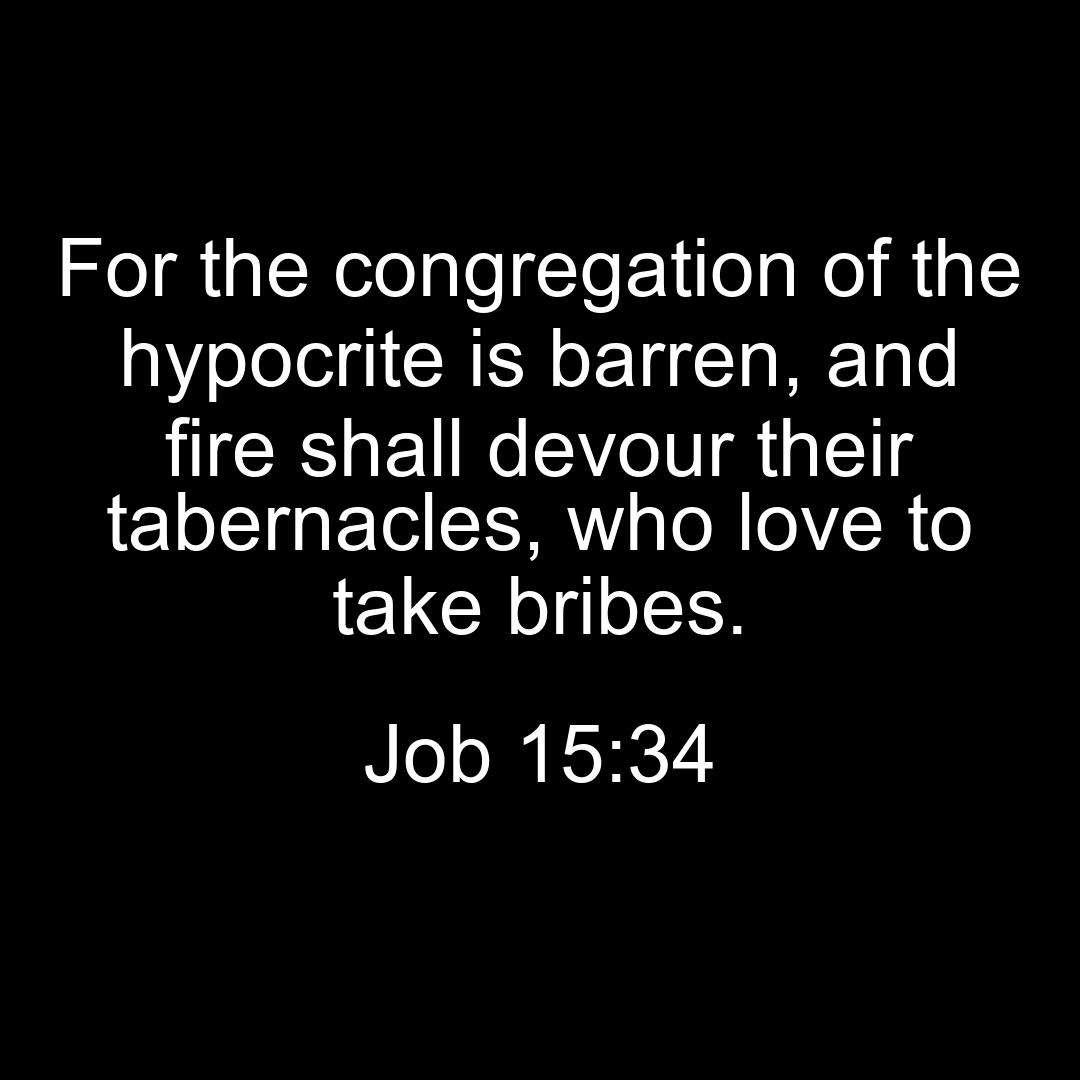 For the congregation of the
hypocrite is barren, and
fire shall devour their
tabernacles, who love to
take bribes.
Job 15:34